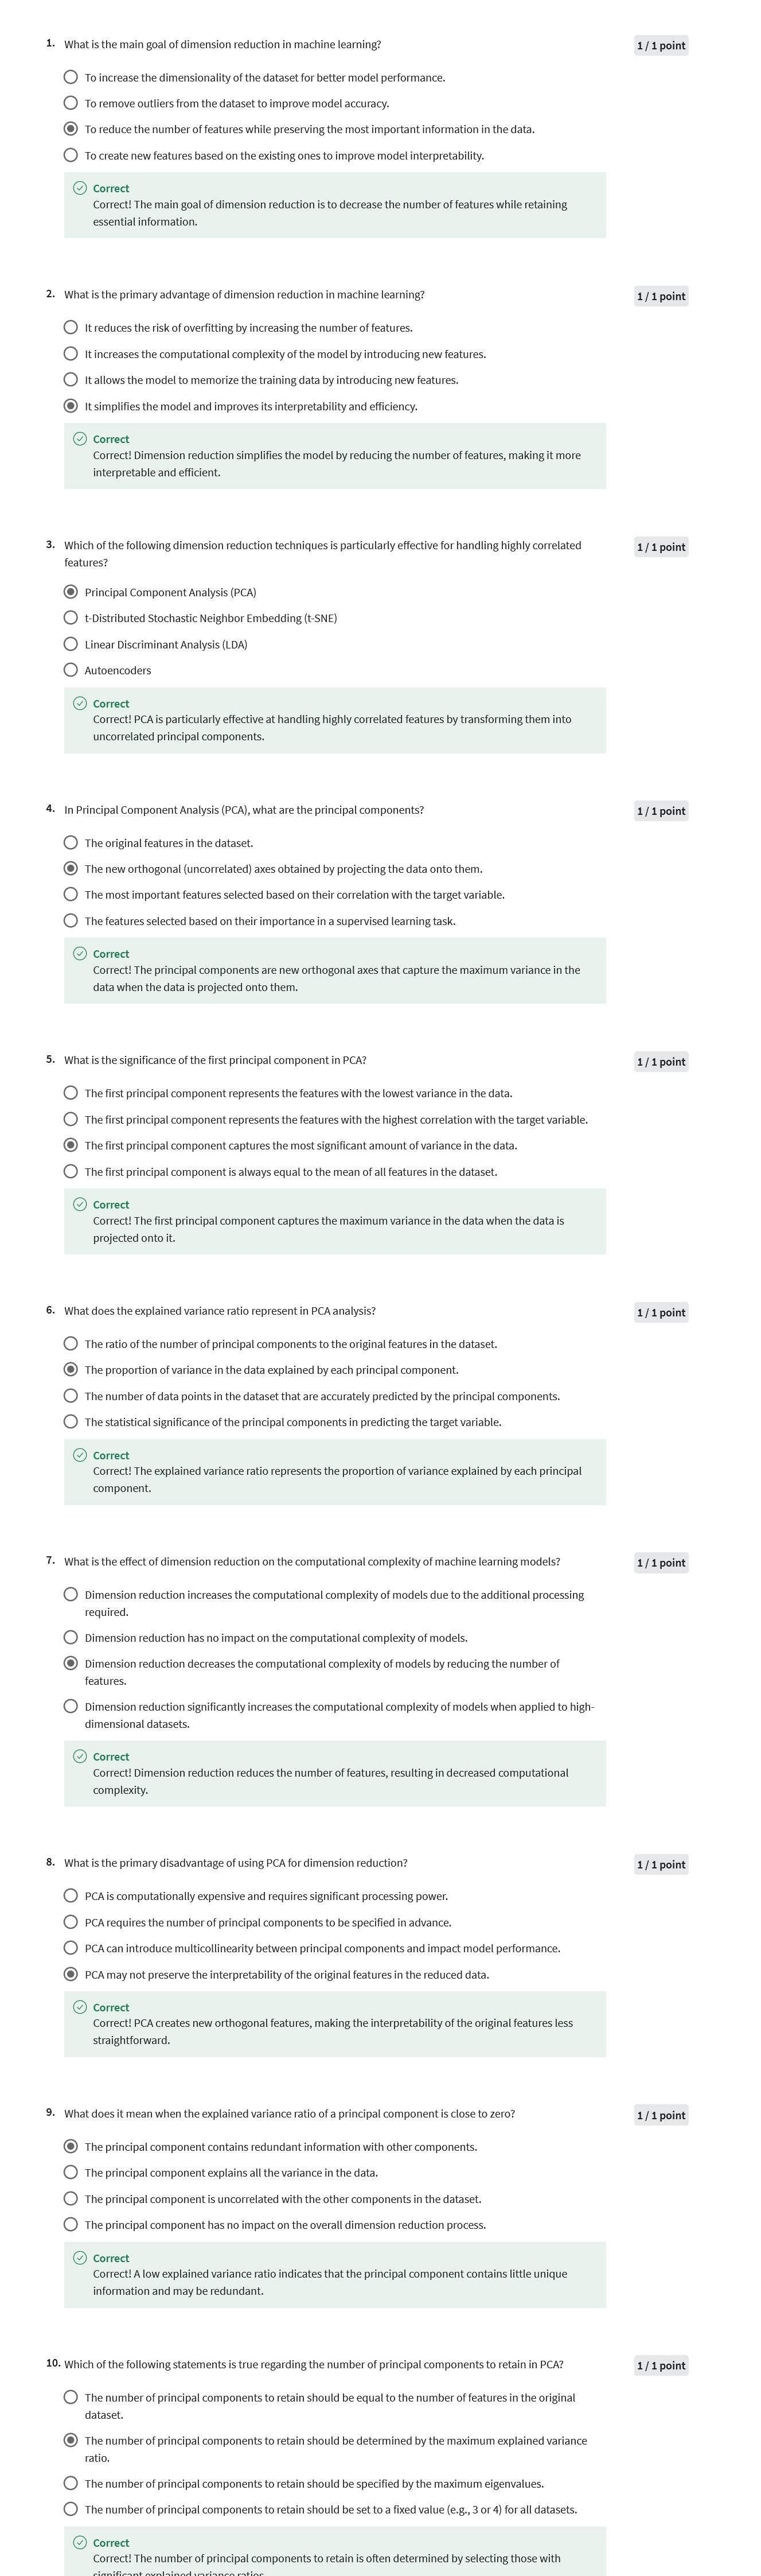 1. What is the main goal of dimension reduction in machine learning? 1 / 1 point
To increase the dimensionality of the dataset for better model performance.
To remove outliers from the dataset to improve model accuracy.
To reduce the number of features while preserving the most important information in the data.
To create new features based on the existing ones to improve model interpretability.
Correct
Correct! The main goal of dimension reduction is to decrease the number of features while retaining
essential information.
2. What is the primary advantage of dimension reduction in machine learning? 1 / 1 point
It reduces the risk of overfitting by increasing the number of features.
It increases the computational complexity of the model by introducing new features.
It allows the model to memorize the training data by introducing new features.
It simplifies the model and improves its interpretability and efficiency.
Correct
Correct! Dimension reduction simplifies the model by reducing the number of features, making it more
interpretable and efficient.
3. Which of the following dimension reduction techniques is particularly effective for handling highly correlated 1 / 1 point
features?
Principal Component Analysis (PCA)
t-Distributed Stochastic Neighbor Embedding (t-SNE)
Linear Discriminant Analysis (LDA)
Autoencoders
Correct
Correct! PCA is particularly effective at handling highly correlated features by transforming them into
uncorrelated principal components.
4. In Principal Component Analysis (PCA), what are the principal components? 1 / 1 point
The original features in the dataset.
The new orthogonal (uncorrelated) axes obtained by projecting the data onto them.
The most important features selected based on their correlation with the target variable.
The features selected based on their importance in a supervised learning task.
Correct
Correct! The principal components are new orthogonal axes that capture the maximum variance in the
data when the data is projected onto them.
5. What is the significance of the first principal component in PCA? 1 / 1 point
The first principal component represents the features with the lowest variance in the data.
The first principal component represents the features with the highest correlation with the target variable.
The first principal component captures the most significant amount of variance in the data.
The first principal component is always equal to the mean of all features in the dataset.
Correct
Correct! The first principal component captures the maximum variance in the data when the data is
projected onto it.
6. What does the explained variance ratio represent in PCA analysis? 1 / 1 point
The ratio of the number of principal components to the original features in the dataset.
The proportion of variance in the data explained by each principal component.
The number of data points in the dataset that are accurately predicted by the principal components.
The statistical significance of the principal components in predicting the target variable.
Correct
Correct! The explained variance ratio represents the proportion of variance explained by each principal
component.
7. What is the effect of dimension reduction on the computational complexity of machine learning models? 1 / 1 point
Dimension reduction increases the computational complexity of models due to the additional processing
required.
Dimension reduction has no impact on the computational complexity of models.
Dimension reduction decreases the computational complexity of models by reducing the number of
features.
Dimension reduction significantly increases the computational complexity of models when applied to high-
dimensional datasets.
Correct
Correct! Dimension reduction reduces the number of features, resulting in decreased computational
complexity.
8. What is the primary disadvantage of using PCA for dimension reduction? 1 / 1 point
PCA is computationally expensive and requires significant processing power.
PCA requires the number of principal components to be specified in advance.
PCA can introduce multicollinearity between principal components and impact model performance.
PCA may not preserve the interpretability of the original features in the reduced data.
Correct
Correct! PCA creates new orthogonal features, making the interpretability of the original features less
straightforward.
9. What does it mean when the explained variance ratio of a principal component is close to zero? 1 / 1 point
The principal component contains redundant information with other components.
The principal component explains all the variance in the data.
The principal component is uncorrelated with the other components in the dataset.
The principal component has no impact on the overall dimension reduction process.
Correct
Correct! A low explained variance ratio indicates that the principal component contains little unique
information and may be redundant.
10. Which of the following statements is true regarding the number of principal components to retain in PCA? 1 / 1 point
The number of principal components to retain should be equal to the number of features in the original
dataset.
The number of principal components to retain should be determined by the maximum explained variance
ratio.
The number of principal components to retain should be specified by the maximum eigenvalues.
The number of principal components to retain should be set to a fixed value (e.g., 3 or 4) for all datasets.
Correct
Correct! The number of principal components to retain is often determined by selecting those with
significant explained variance ratios.